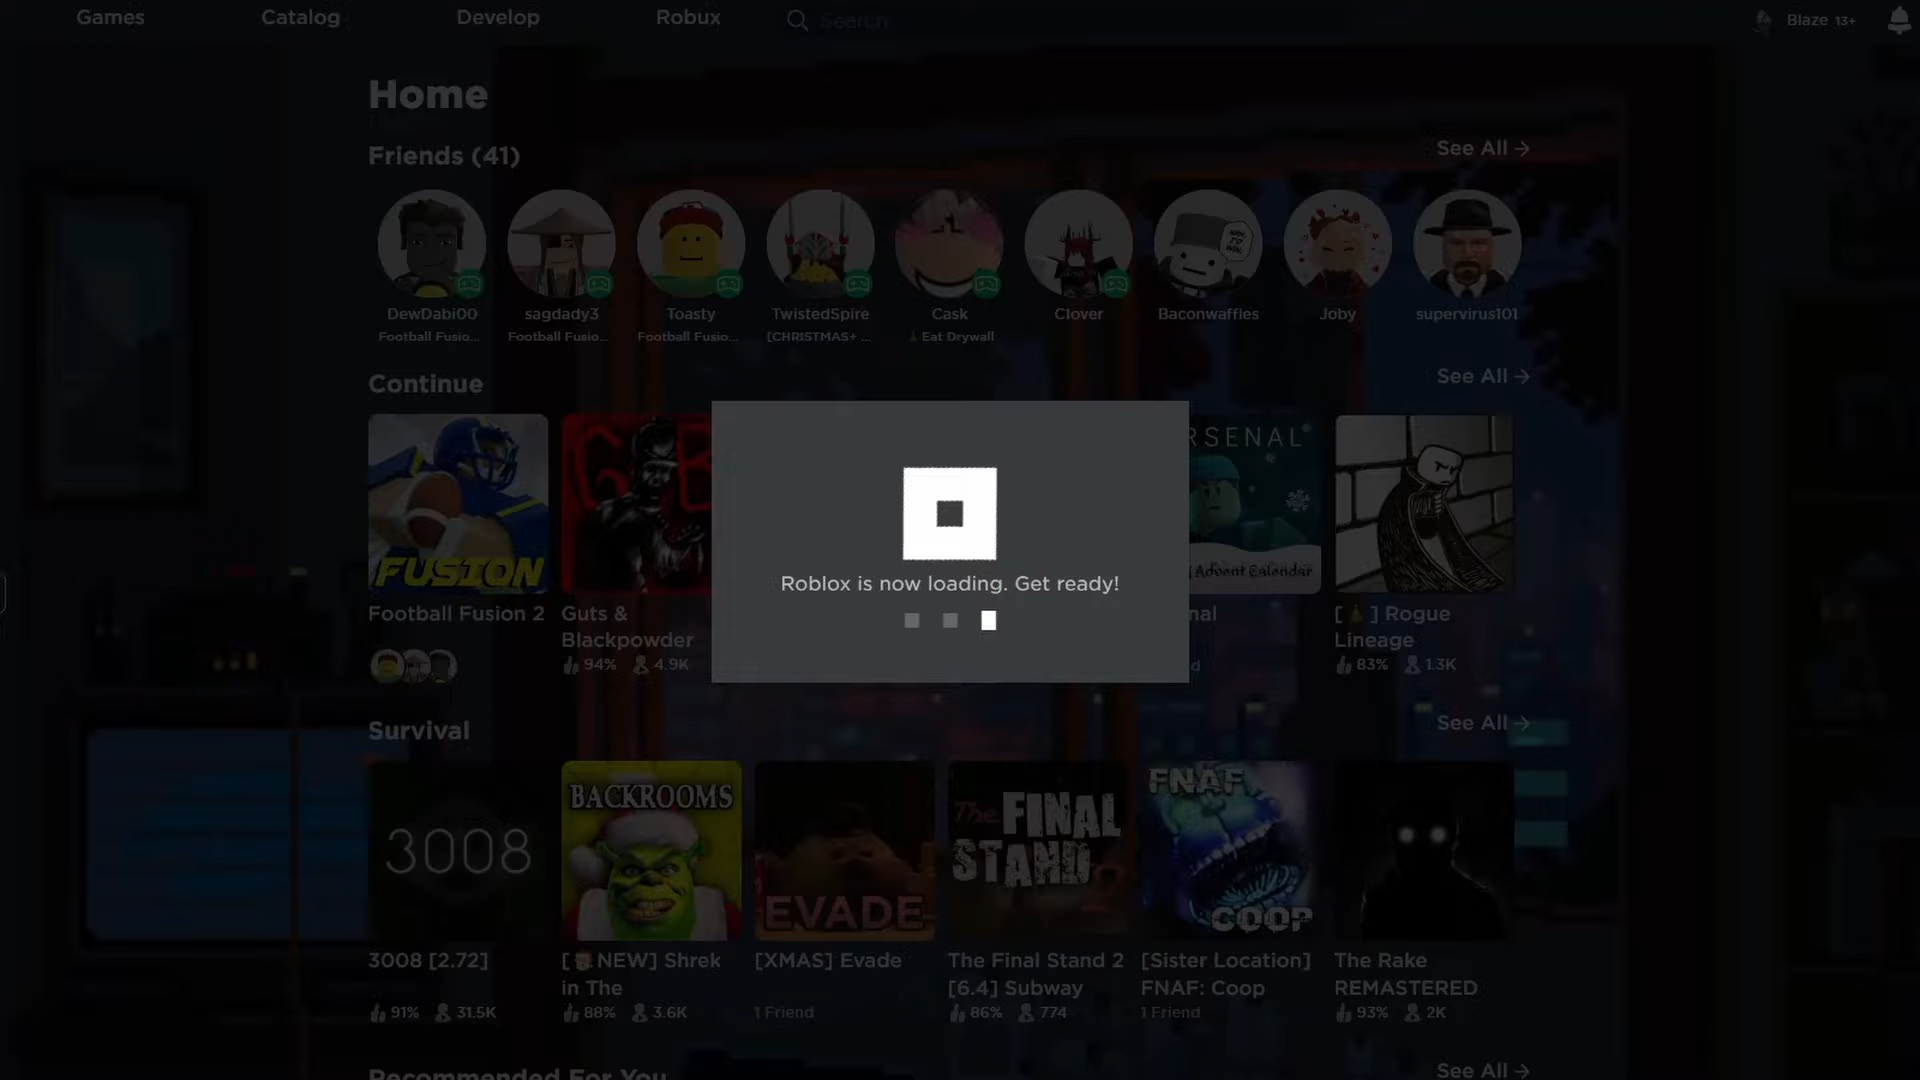 Games Catalog Develop Robux Search Blaze 13+
Home
Friends (41) See All
DewDabi00 sagdady3 Toasty TwistedSpire Cask Clover Baconwaffles Joby supervirus101
Football Fusio... Football Fusio... Football Fusio... [CHRISTMAS+ ... Eat Drywall
Continue See All
FUSION
G B
RSENAL
Advent Calendar
Roblox is now loading. Get ready!
Football Fusion 2 Guts & nal [ ] Rogue
Blackpowder Lineage
94% 4.9K d 83% 1.3K
Survival See All
3008 BACKROOMS EVADE The FINAL STAND 2 FNAF COOP
3008 [2.72] [ NEW] Shrek [XMAS] Evade The Final Stand 2 [Sister Location] The Rake
in The [6.4] Subway FNAF: Coop REMASTERED
91% 31.5K 88% 3.6K 1 Friend 86% 774 1 Friend 93% 2K
Recommended For You See All